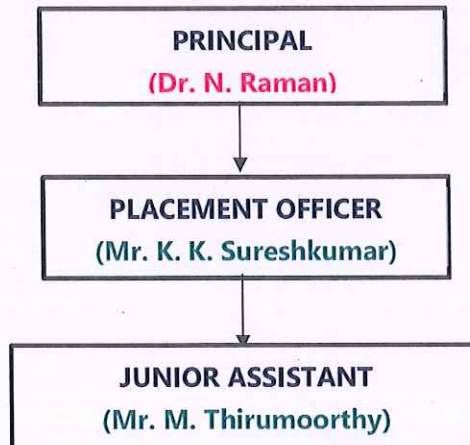 PRINCIPAL
(Dr. N. Raman)
PLACEMENT OFFICER
(Mr. K. K. Sureshkumar)
JUNIOR ASSISTANT
(Mr. M. Thirumoorthy)